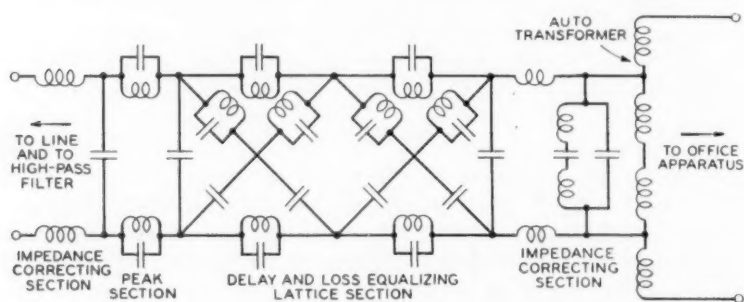 AUTO
TRANSFORMER
TO LINE
AND TO
HIGH-PASS
FILTER
TO OFFICE
APPARATUS
IMPEDANCE
CORRECTING
SECTION
PEAK
SECTION
DELAY AND LOSS EQUALIZING
LATTICE SECTION
IMPEDANCE
CORRECTING
SECTION